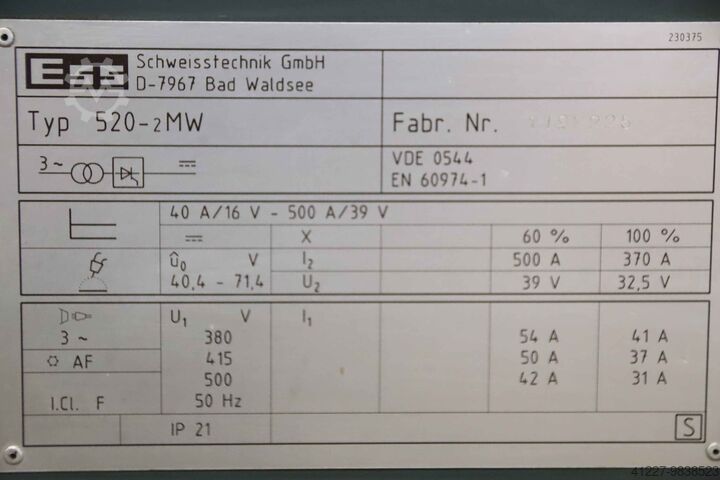 230375
ESS Schweisstechnik GmbH
D-7967 Bad Waldsee
Typ 520-2MW Fabr. Nr.
3~ VDE 0544
EN 60974-1
40 A/16 V - 500 A/39 V
X 60 % 100 %
û0 V I2 500 A 370 A
40,4 - 71,4 U2 39 V 32,5 V
U1 V I1
3 ~ 380 54 A 41 A
AF 415 50 A 37 A
500 42 A 31 A
I.Cl. F 50 Hz
IP 21 S
41227-9838523